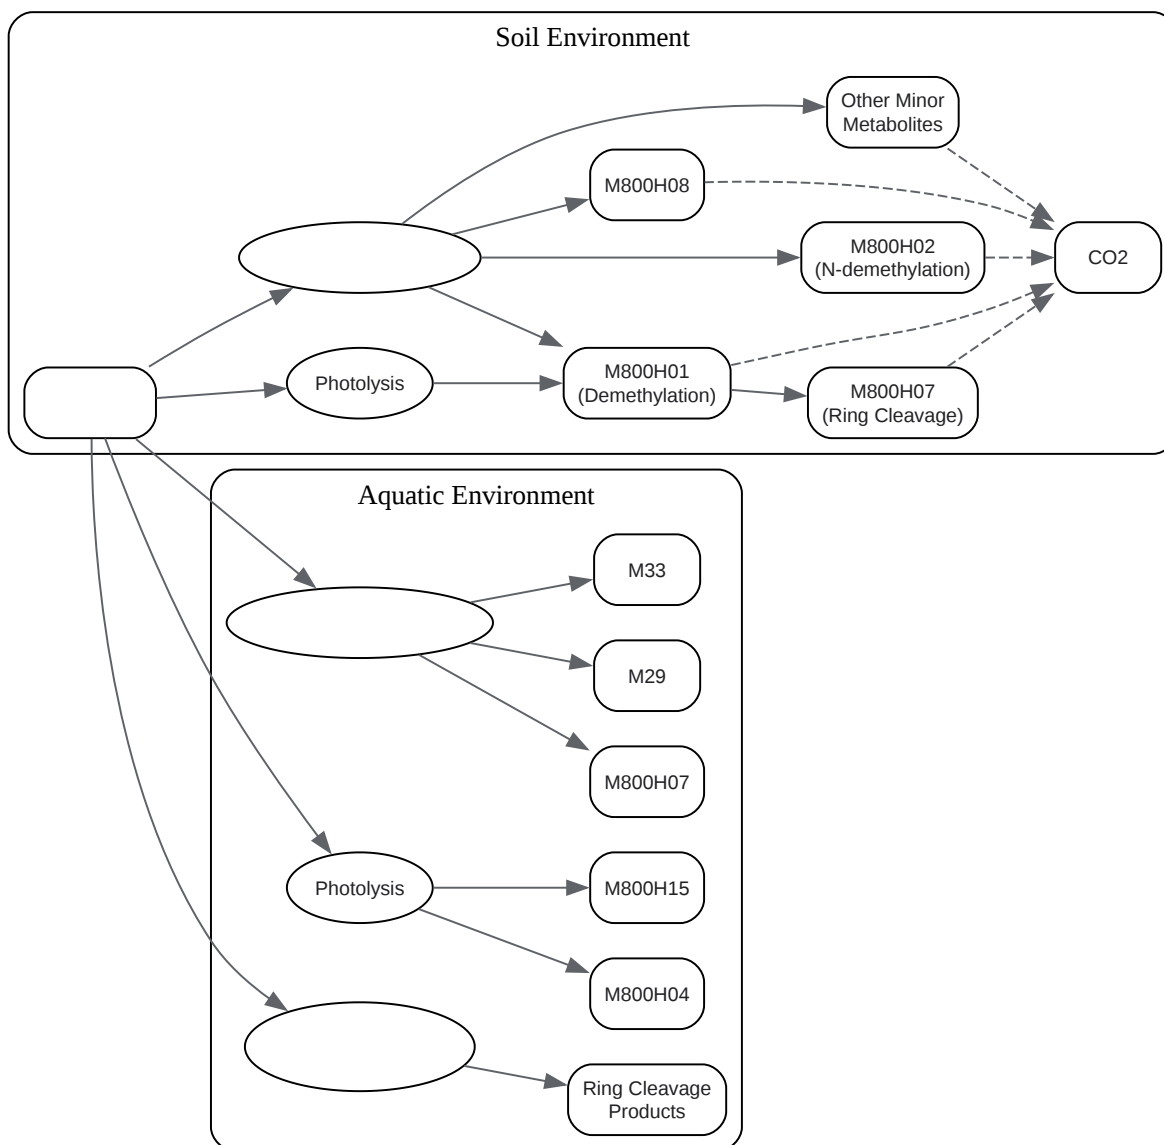 Soil Environment
Other Minor
Metabolites
M800H08
M800H02
(N-demethylation)
CO2
Photolysis
M800H01
(Demethylation)
M800H07
(Ring Cleavage)
Aquatic Environment
M33
M29
M800H07
Photolysis
M800H15
M800H04
Ring Cleavage
Products